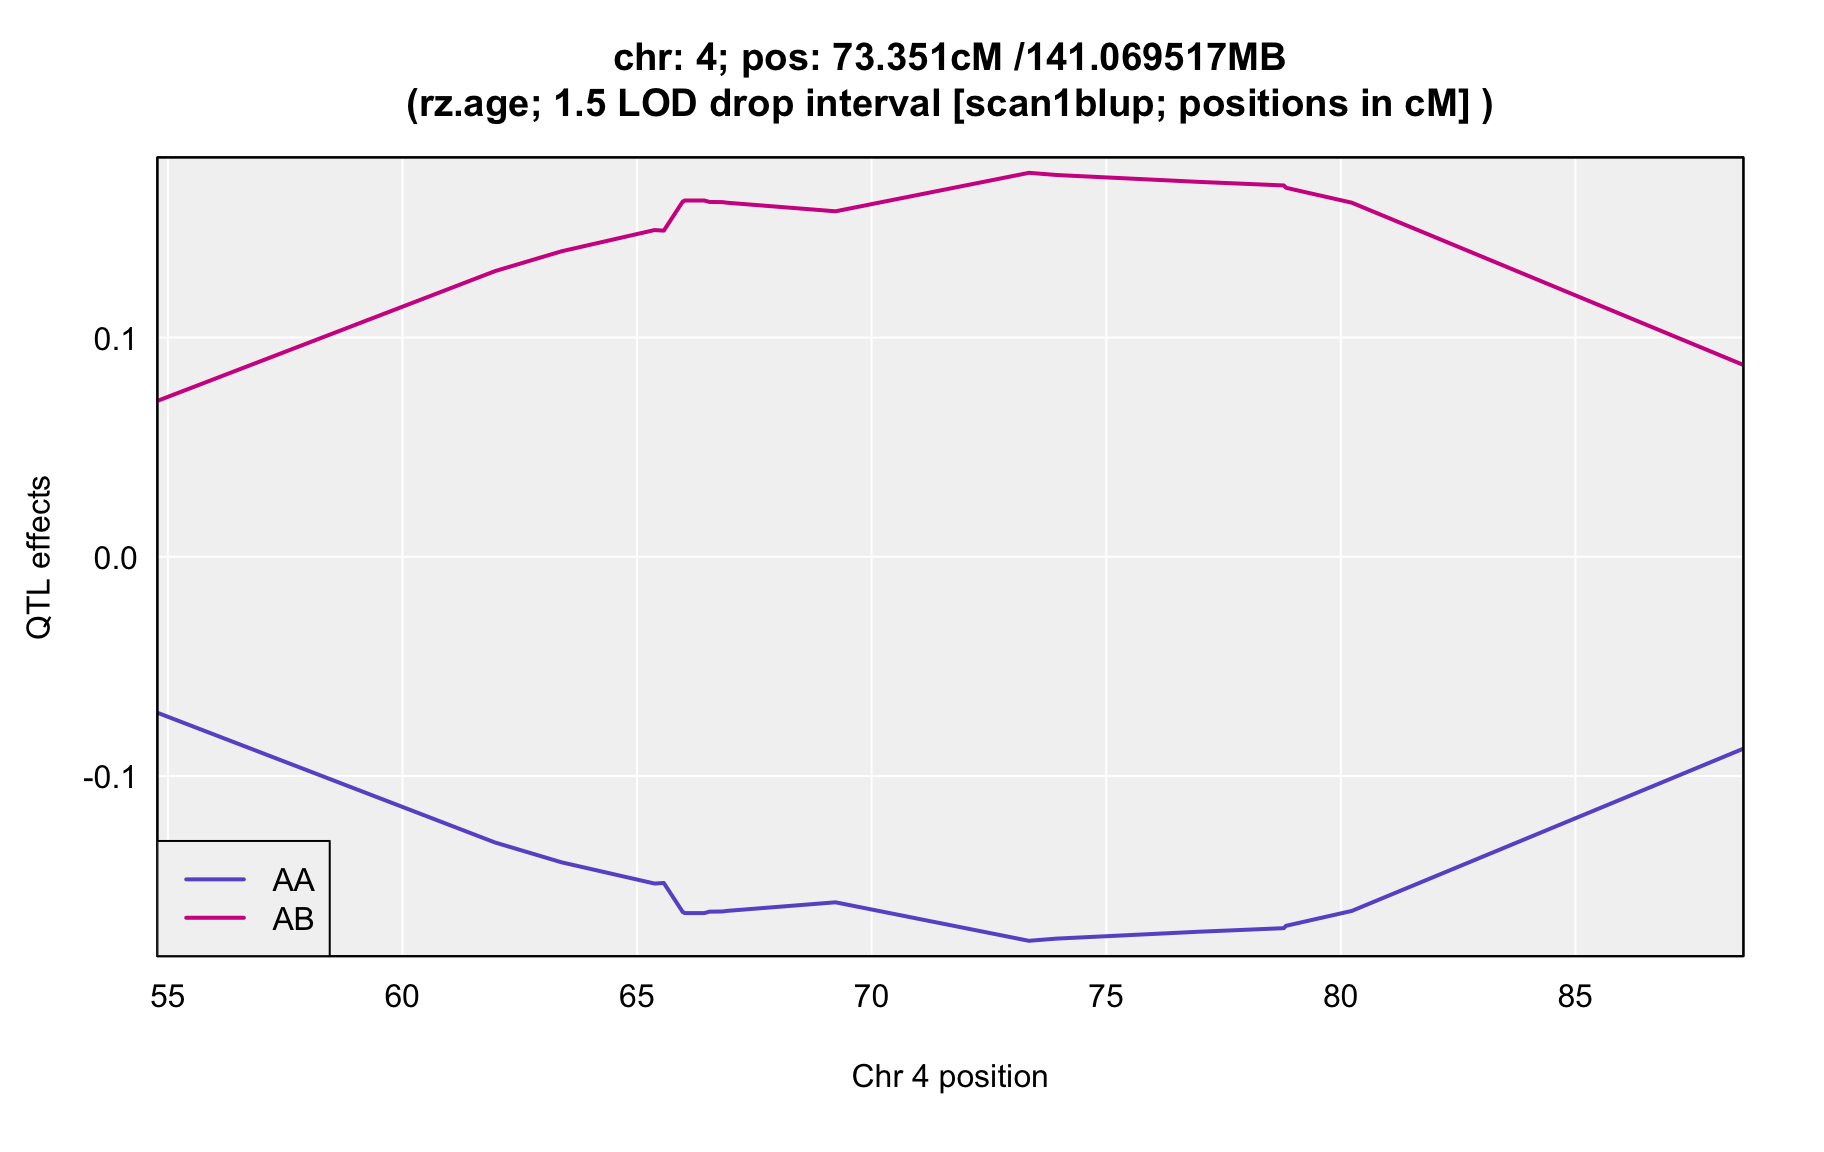 chr: 4; pos: 73.351cM /141.069517MB
(rz.age; 1.5 LOD drop interval [scan1blup; positions in cM] )
QTL effects
0.1
0.0
-0.1
AA
AB
55 60 65 70 75 80 85
Chr 4 position